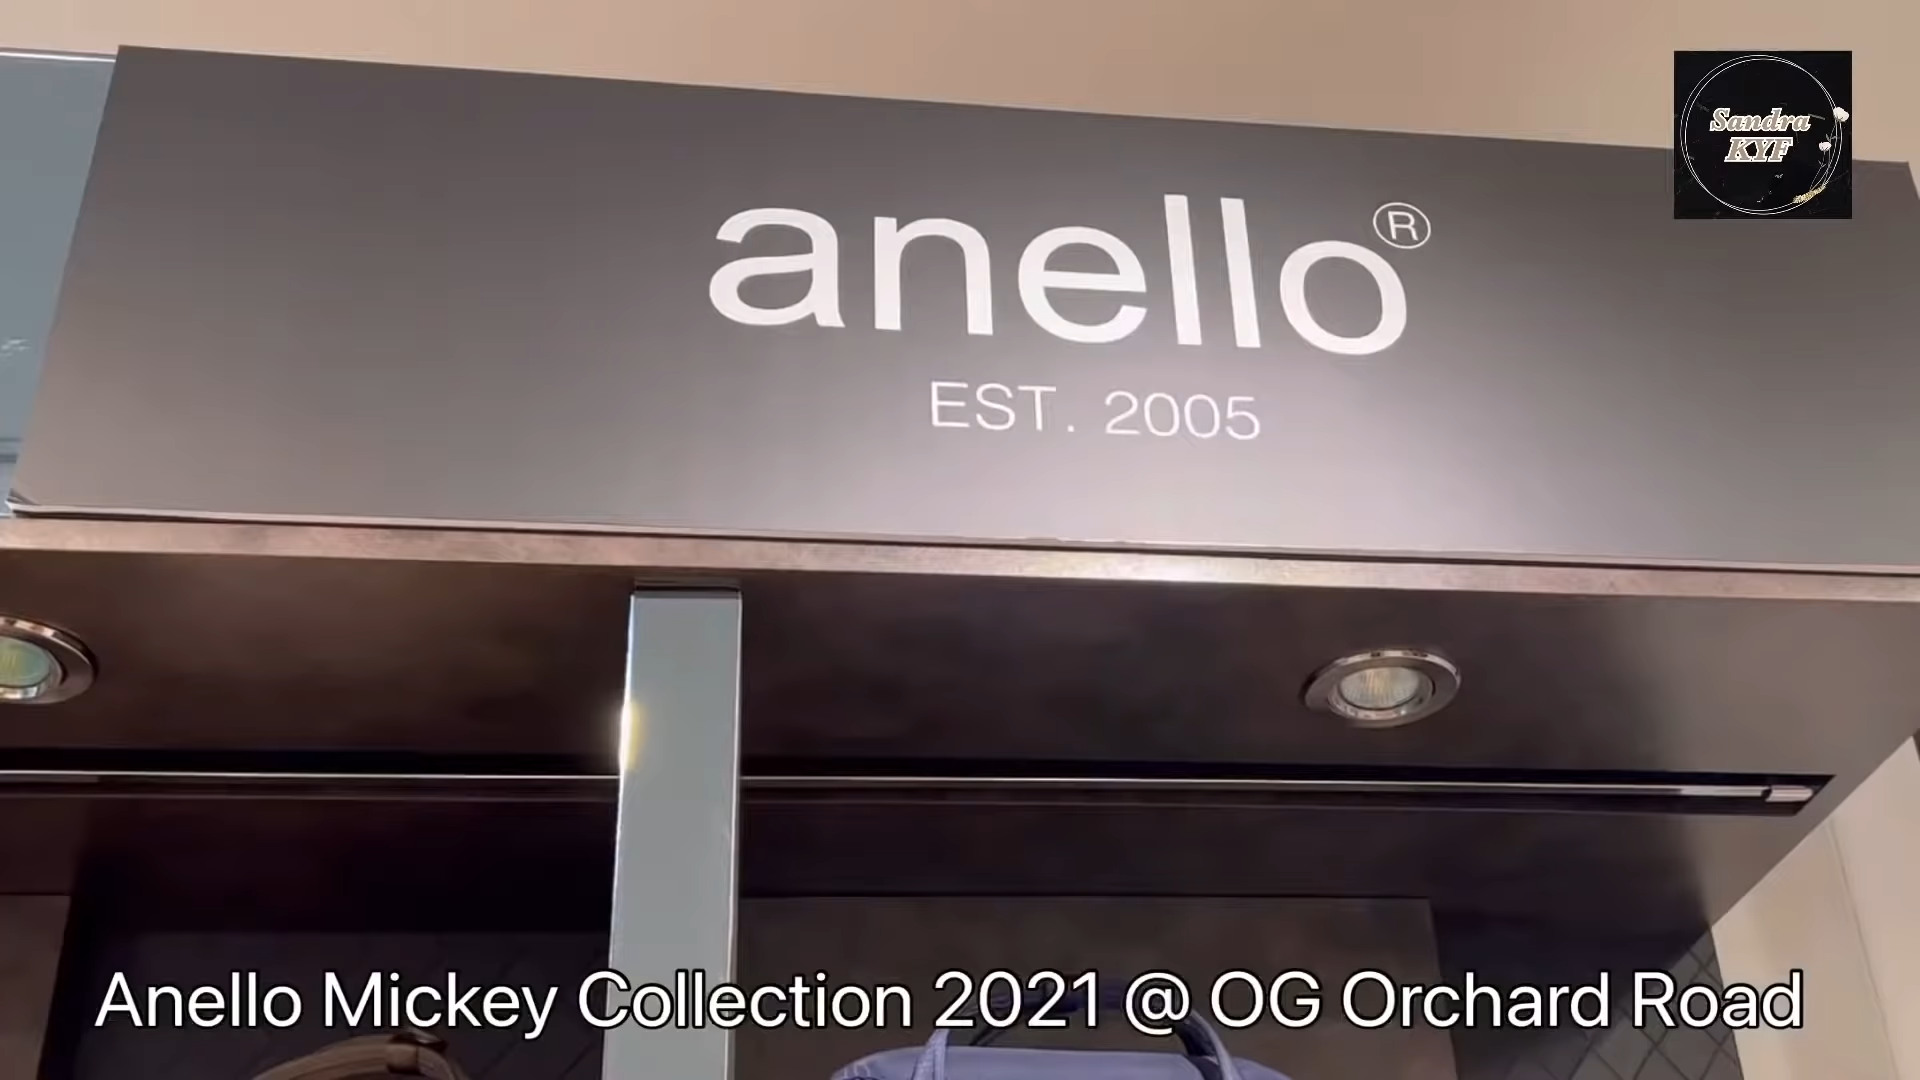 Sandra
KYF
anello®
EST. 2005
Anello Mickey Collection 2021 @ OG Orchard Road